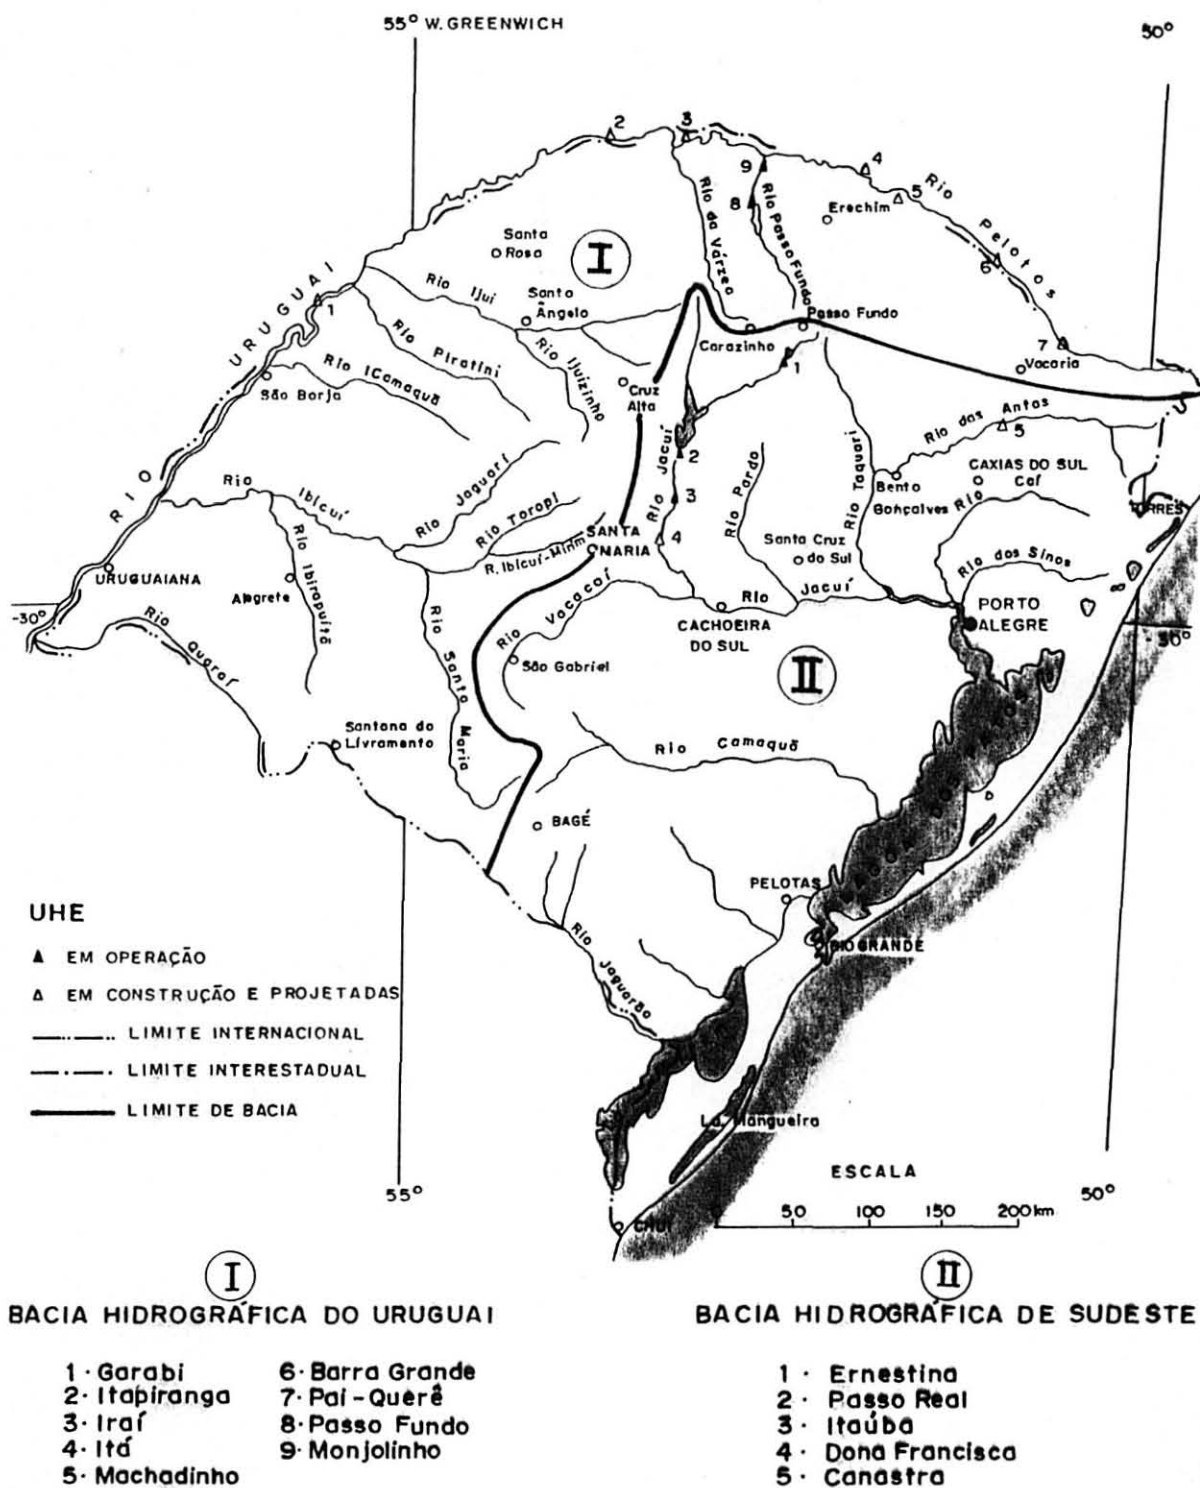 55° W. GREENWICH
50°
2
3
9
8
4
5
6
7
Rio Pelotas
Rio da Várzea
Rio Passo Fundo
Erechim
Santa
Rosa
I
RIO URUGUAI
1
Rio Ijuí
Santo
Ângelo
Rio Piratini
Rio Ijuizinho
Rio ICamaquã
São Borja
Carazinho
Passo Fundo
1
Vacaria
Cruz
Alta
Rio Jacuí
2
3
4
Rio Pardo
Rio Taquari
Rio das Antas
5
CAXIAS DO SUL
Bento
Gonçalves
Rio Caí
TORRES
Rio Ibicuí
Rio Jaguari
Rio Toropi
R. Ibicuí-Mirim
SANTA
MARIA
Santa Cruz
do Sul
Rio dos Sinos
URUGUAIANA
Alegrete
Rio Ibirapuitã
-30°
Rio Quaraí
Rio Santa Maria
Rio Vacacaí
São Gabriel
CACHOEIRA
DO SUL
Rio Jacuí
PORTO
ALEGRE
- 30°
II
Santana do
Livramento
Rio Camaquã
BAGÉ
PELOTAS
RIO GRANDE
Rio Jaguarão
La. Mangueira
CHUÍ
UHE
EM OPERAÇÃO
EM CONSTRUÇÃO E PROJETADAS
LIMITE INTERNACIONAL
LIMITE INTERESTADUAL
LIMITE DE BACIA
55°
50°
ESCALA
50 100 150 200 km
I
BACIA HIDROGRÁFICA DO URUGUAI
1· Garabi
2· Itapiranga
3· Iraí
4· Itá
5· Machadinho
6· Barra Grande
7· Pai-Querê
8· Passo Fundo
9· Monjolinho
II
BACIA HIDROGRÁFICA DE SUDESTE
1 · Ernestina
2 · Passo Real
3 · Itaúba
4 · Dona Francisca
5 · Canastra